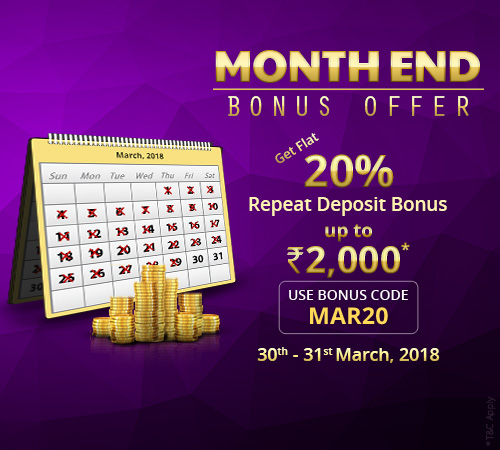 MONTH END
BONUS OFFER
Get Flat
20%
Repeat Deposit Bonus
up to
₹2,000*
USE BONUS CODE
MAR20
30th - 31st March, 2018
March, 2018
Sun Mon Tue Wed Thu Fri Sat
1 2 3
4 5 6 7 8 9 10
11 12 13 14 15 16 17
18 19 20 21 22 23 24
25 26 27 28 29 30 31
30
*T&C Apply